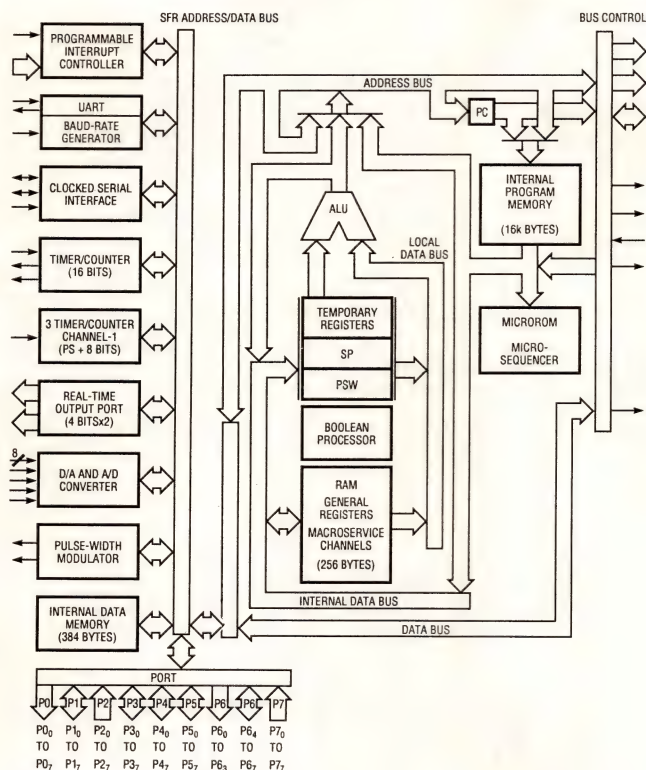 SFR ADDRESS/DATA BUS
BUS CONTROL
PROGRAMMABLE
INTERRUPT
CONTROLLER
UART
BAUD-RATE
GENERATOR
CLOCKED SERIAL
INTERFACE
TIMER/COUNTER
(16 BITS)
3 TIMER/COUNTER
CHANNEL-1
(PS + 8 BITS)
REAL-TIME
OUTPUT PORT
(4 BITSx2)
8
D/A AND A/D
CONVERTER
PULSE-WIDTH
MODULATOR
INTERNAL DATA
MEMORY
(384 BYTES)
ADDRESS BUS
PC
INTERNAL
PROGRAM
MEMORY
(16k BYTES)
ALU
LOCAL
DATA BUS
TEMPORARY
REGISTERS
SP
PSW
MICROROM
MICRO-
SEQUENCER
BOOLEAN
PROCESSOR
RAM
GENERAL
REGISTERS
MACROSERVICE
CHANNELS
(256 BYTES)
INTERNAL DATA BUS
DATA BUS
PORT
P0 P1 P2 P3 P4 P5 P6 P6 P7
P0₀ P1₀ P2₀ P3₀ P4₀ P5₀ P6₀ P6₄ P7₀
TO TO TO TO TO TO TO TO TO
P0₇ P1₇ P2₇ P3₇ P4₇ P5₇ P6₃ P6₇ P7₇